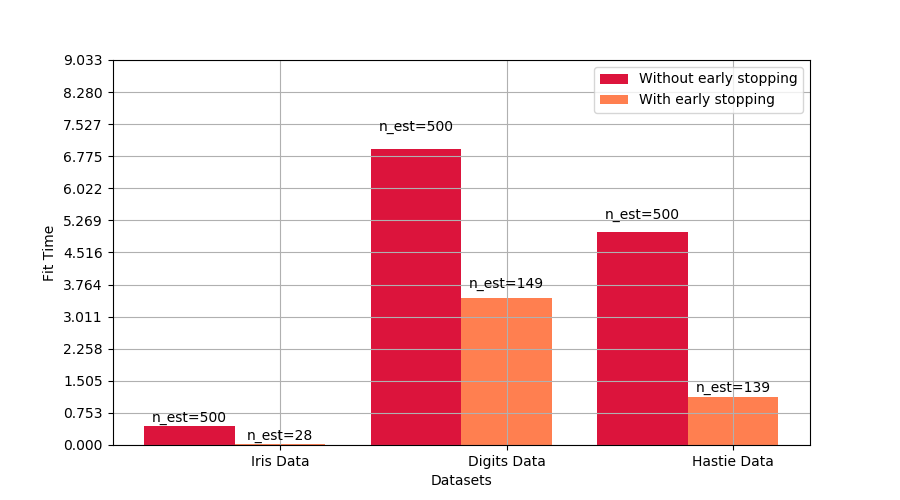 9.033
8.280
7.527
6.775
6.022
5.269
4.516
3.764
3.011
2.258
1.505
0.753
0.000
Fit Time
Without early stopping
With early stopping
n_est=500
n_est=28
n_est=500
n_est=149
n_est=500
n_est=139
Iris Data
Digits Data
Hastie Data
Datasets